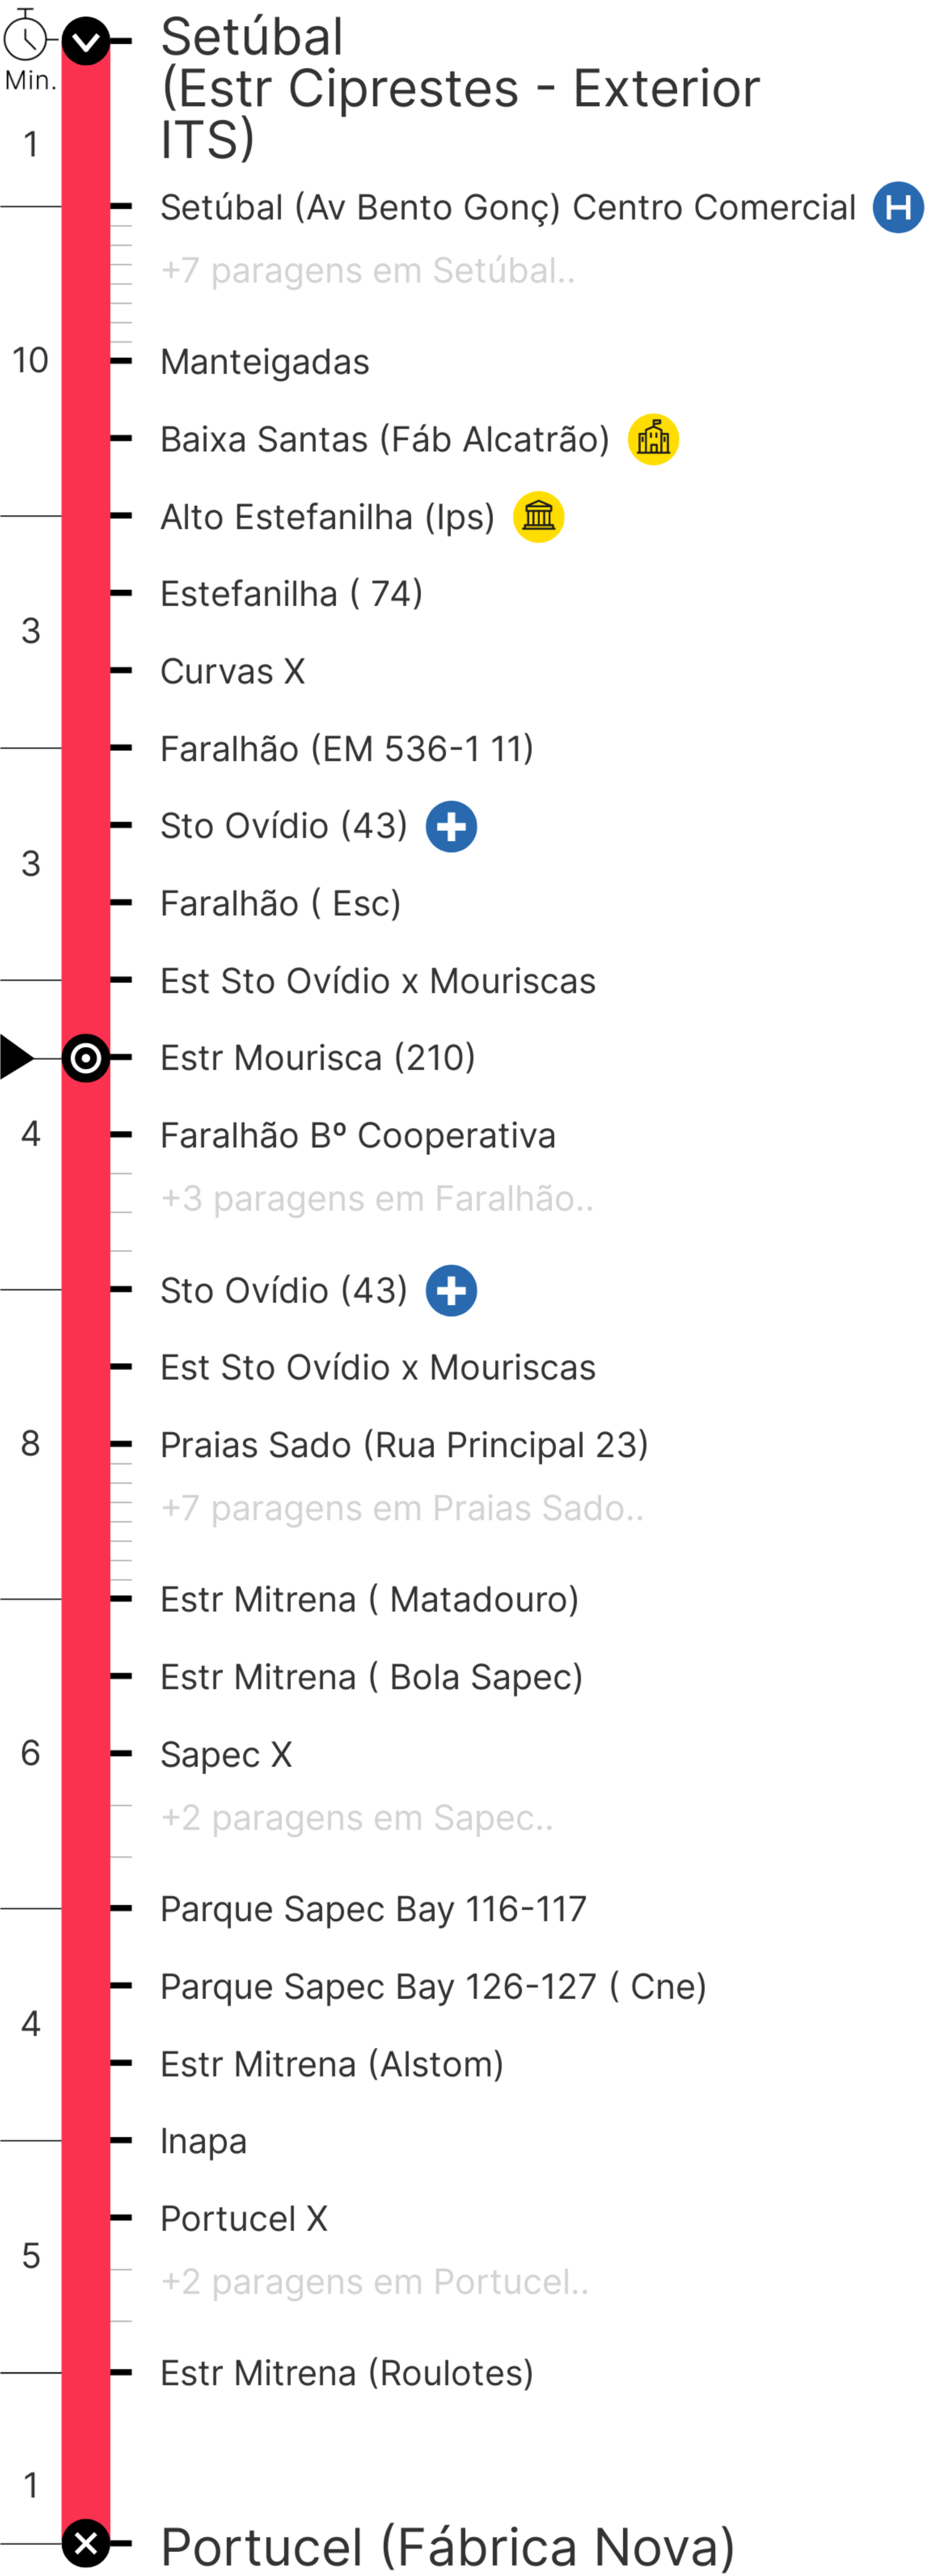 Setúbal
(Estr Ciprestes - Exterior
ITS)
Min.
1
Setúbal (Av Bento Gonç) Centro Comercial H
+7 paragens em Setúbal..
10
Manteigadas
Baixa Santas (Fáb Alcatrão)
Alto Estefanilha (Ips)
Estefanilha ( 74)
3
Curvas X
Faralhão (EM 536-1 11)
Sto Ovídio (43)
3
Faralhão ( Esc)
Est Sto Ovídio x Mouriscas
Estr Mourisca (210)
4
Faralhão Bº Cooperativa
+3 paragens em Faralhão..
Sto Ovídio (43)
Est Sto Ovídio x Mouriscas
8
Praias Sado (Rua Principal 23)
+7 paragens em Praias Sado..
Estr Mitrena ( Matadouro)
Estr Mitrena ( Bola Sapec)
6
Sapec X
+2 paragens em Sapec..
Parque Sapec Bay 116-117
Parque Sapec Bay 126-127 ( Cne)
4
Estr Mitrena (Alstom)
Inapa
Portucel X
5
+2 paragens em Portucel..
Estr Mitrena (Roulotes)
1
Portucel (Fábrica Nova)